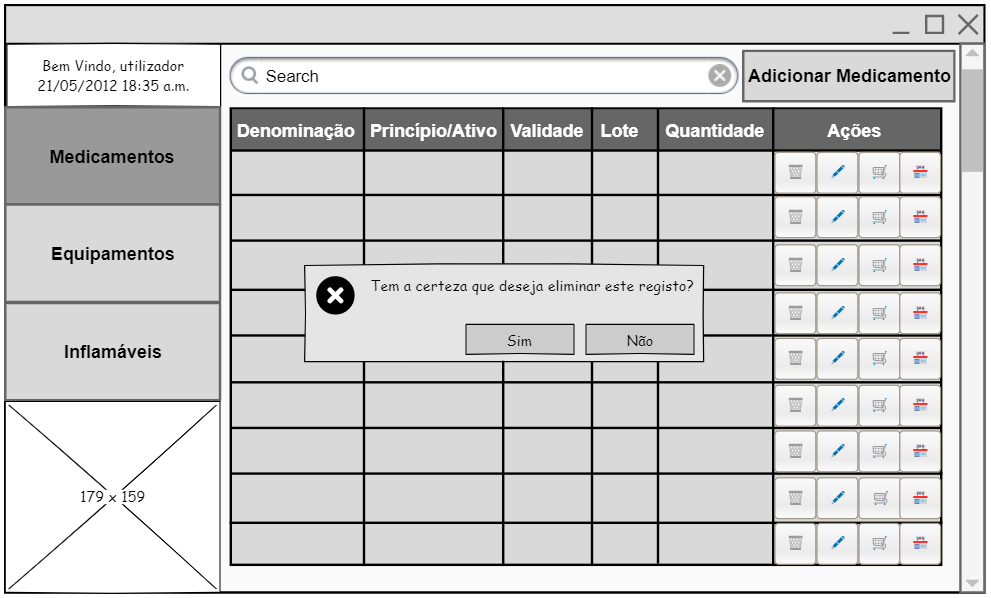 Bem Vindo, utilizador
21/05/2012 18:35 a.m.
Search
Adicionar Medicamento
Medicamentos
Equipamentos
Inflamáveis
179 x 159
Denominação Princípio/Ativo Validade Lote Quantidade Ações
Tem a certeza que deseja eliminar este registo?
Sim Não